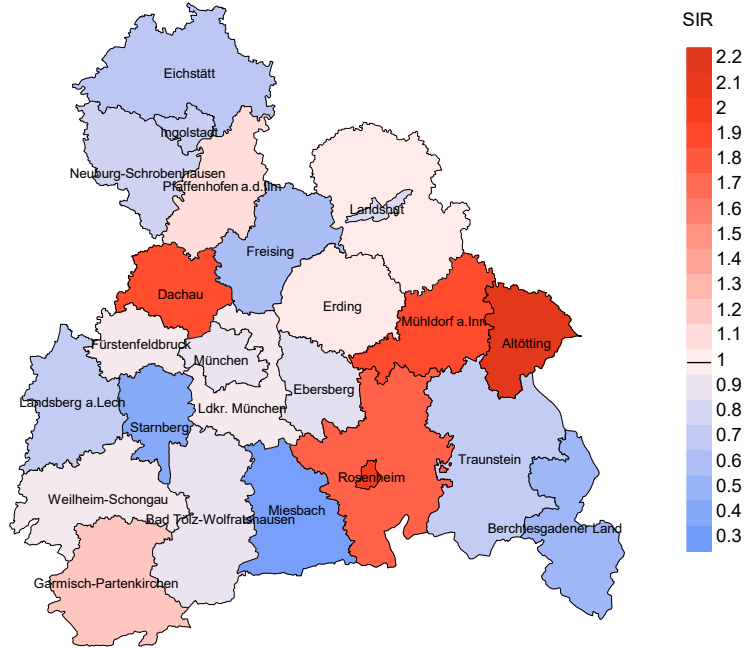 SIR
Eichstätt
Ingolstadt
Neuburg-Schrobenhausen
Pfaffenhofen a.d.Ilm
Landshut
Freising
Dachau
Erding
Mühldorf a.Inn
Altötting
Fürstenfeldbruck
München
Ebersberg
Landsberg a.Lech
Ldkr. München
Starnberg
Traunstein
Rosenheim
Weilheim-Schongau
Miesbach
Bad Tölz-Wolfratshausen
Berchtesgadener Land
Garmisch-Partenkirchen
2.2
2.1
2
1.9
1.8
1.7
1.6
1.5
1.4
1.3
1.2
1.1
1
0.9
0.8
0.7
0.6
0.5
0.4
0.3